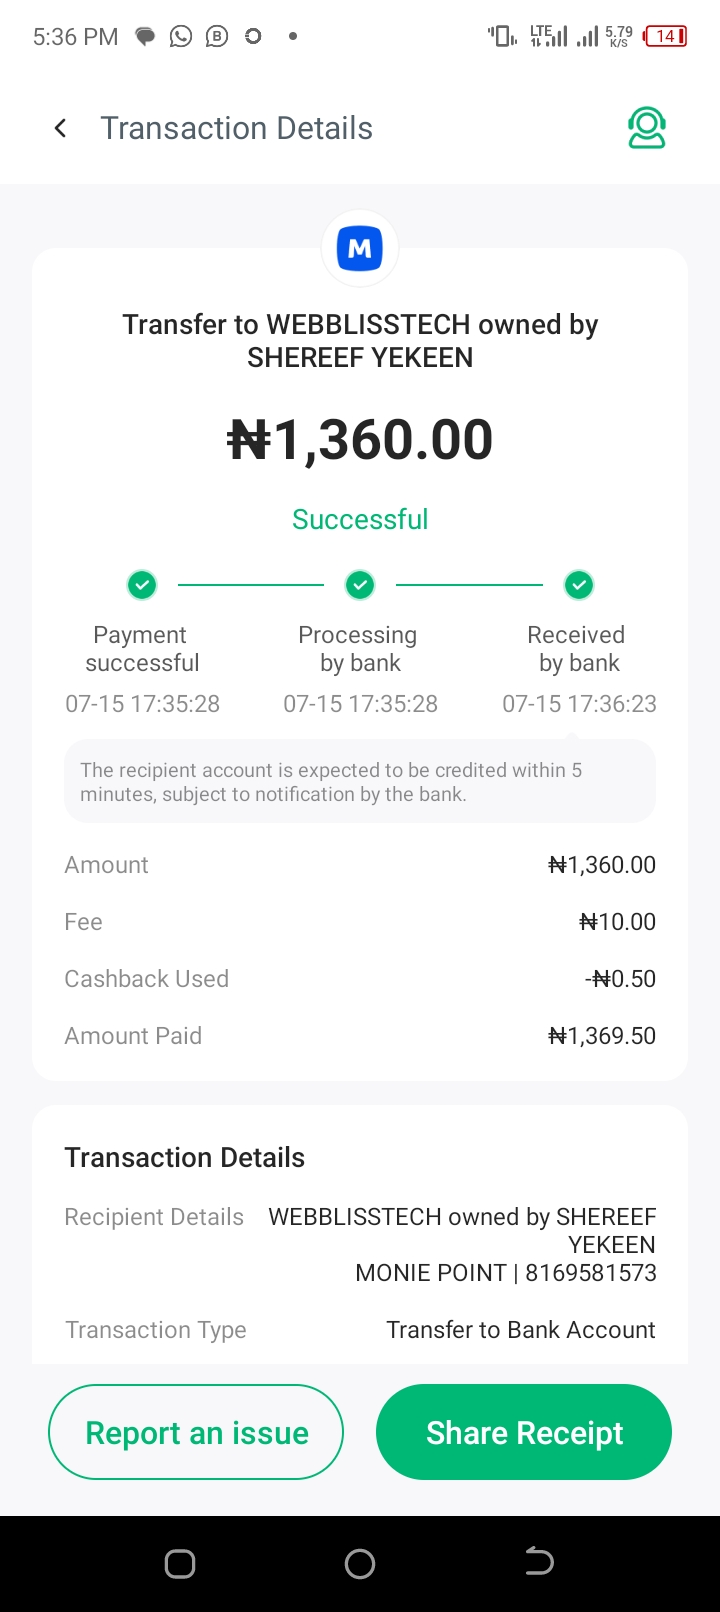 5:36 PM
LTE
5.79
K/S
14
Transaction Details
M
Transfer to WEBBLISSTECH owned by
SHEREEF YEKEEN
₦1,360.00
Successful
Payment
successful
07-15 17:35:28
Processing
by bank
07-15 17:35:28
Received
by bank
07-15 17:36:23
The recipient account is expected to be credited within 5
minutes, subject to notification by the bank.
Amount ₦1,360.00
Fee ₦10.00
Cashback Used -₦0.50
Amount Paid ₦1,369.50
Transaction Details
Recipient Details WEBBLISSTECH owned by SHEREEF
YEKEEN
MONIE POINT | 8169581573
Transaction Type Transfer to Bank Account
Report an issue
Share Receipt